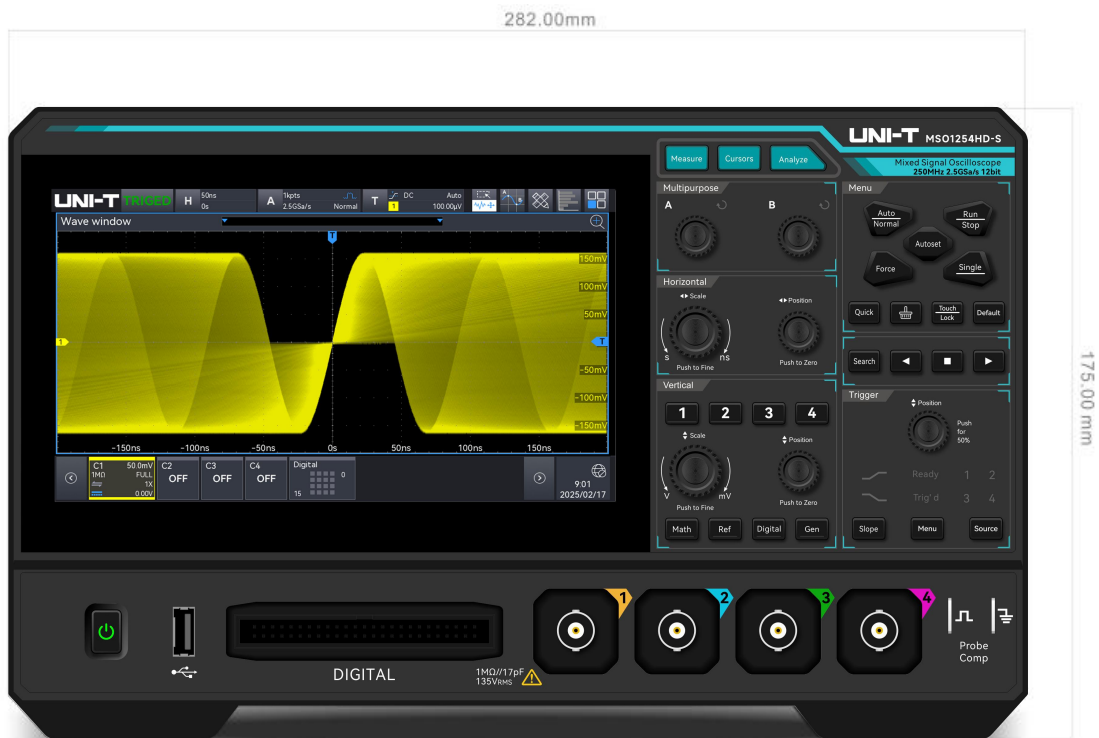 282.00mm
175.00 mm
UNI-T MSO1254HD-S
Mixed Signal Oscilloscope
250MHz 2.5GSa/s 12bit
Measure
Cursors
Analyze
UNI-T TRIGED
H 50ns
0s
A 1kpts
2.5GSa/s Normal
T DC Auto
1 100.00μV
Wave window
T
150mV
100mV
50mV
1
T
-50mV
-100mV
-150mV
-150ns -100ns -50ns 0s 50ns 100ns 150ns
C1 50.0mV
1MΩ FULL
1X
0.00V
C2
OFF
C3
OFF
C4
OFF
Digital
0
15
9:01
2025/02/17
Multipurpose
A
B
Horizontal
Scale
Position
s ns
Push to Fine
Push to Zero
Vertical
1 2 3 4
Scale
Position
V mV
Push to Fine
Push to Zero
Math Ref Digital Gen
Menu
Auto
Normal
Run
Stop
Autoset
Force
Single
Quick
Touch
Lock
Default
Search
Trigger
Position
Push
for
50%
Ready 1 2
Trig'd 3 4
Slope Menu Source
DIGITAL
1MΩ//17pF
135VRMS
1
2
3
4
Probe
Comp